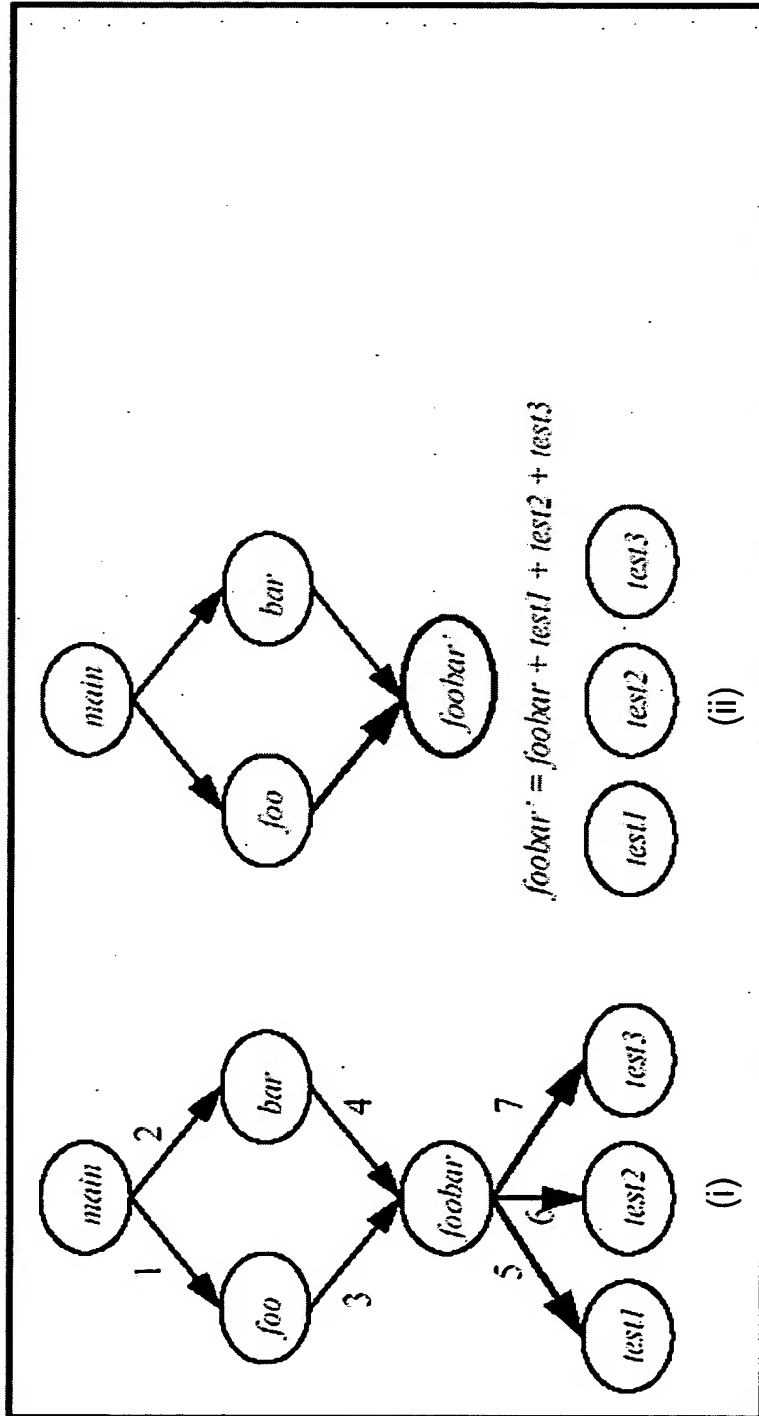 main
1
2
foo
bar
3
4
foobar
5
6
7
test1
test2
test3
(i)
main
foo
bar
foobar'
foobar' = foobar + test1 + test2 + test3
test1
test2
test3
(ii)